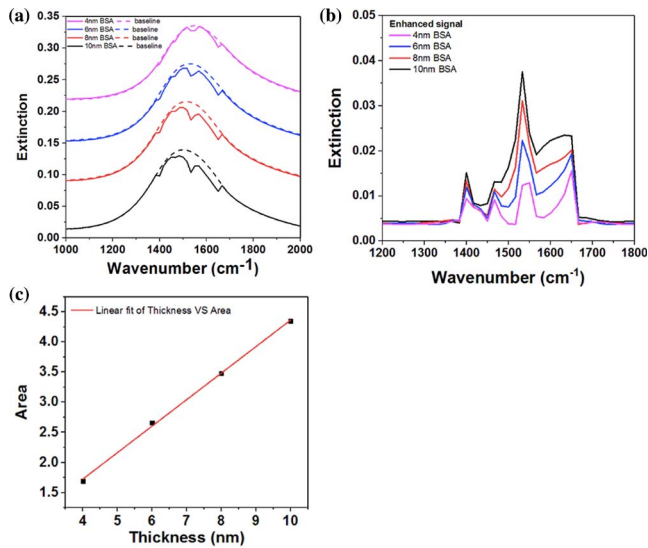 (a)
4nm BSA baseline
6nm BSA baseline
8nm BSA baseline
10nm BSA baseline
0.35
0.30
0.25
0.20
0.15
0.10
0.05
0.00
Extinction
1000 1200 1400 1600 1800 2000
Wavenumber (cm-1)
(b)
Enhanced signal
4nm BSA
6nm BSA
8nm BSA
10nm BSA
0.05
0.04
0.03
0.02
0.01
0.00
Extinction
1200 1300 1400 1500 1600 1700 1800
Wavenumber (cm-1)
(c)
Linear fit of Thickness VS Area
4.5
4.0
3.5
3.0
2.5
2.0
1.5
Area
4 5 6 7 8 9 10
Thickness (nm)